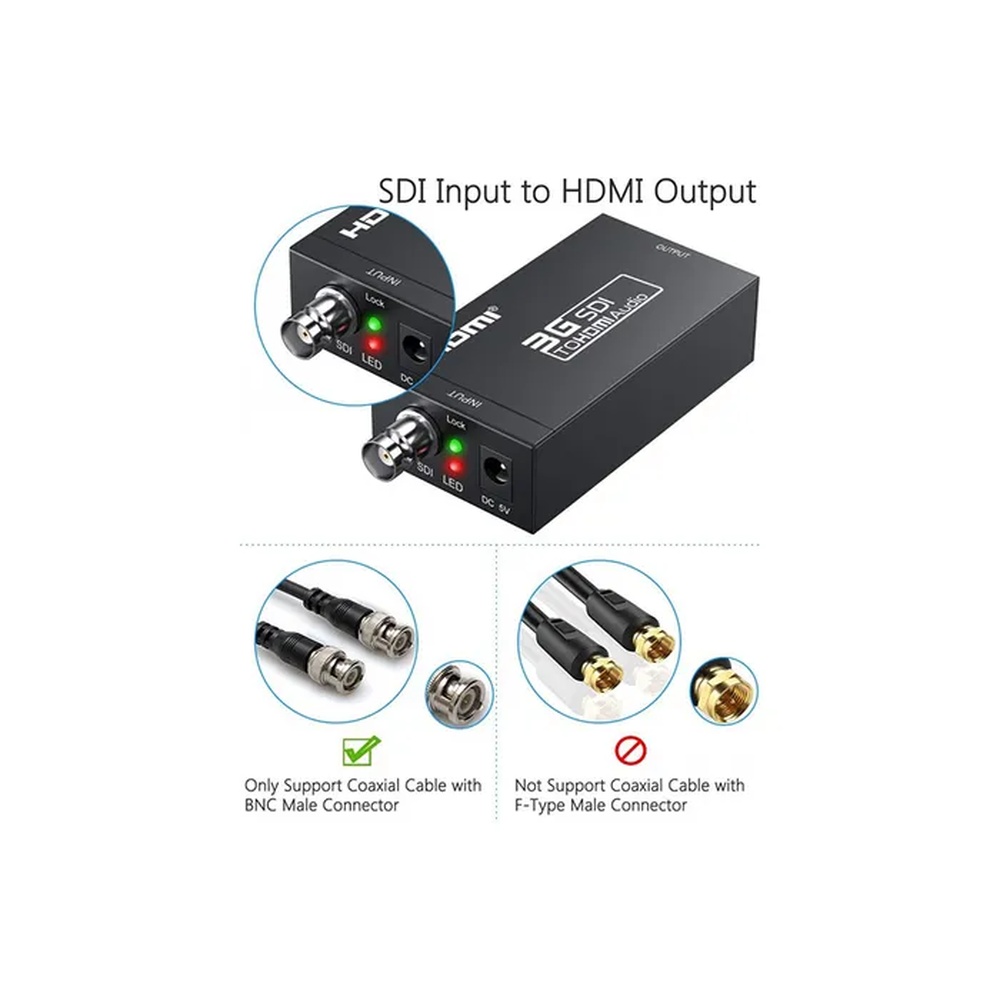 SDI Input to HDMI Output
HD
INPUT
Lock
SDI
LED
DC
OUTPUT
3G SDI
TO HDMI Audio
INPUT
Lock
SDI
LED
DC 5V
Only Support Coaxial Cable with
BNC Male Connector
Not Support Coaxial Cable with
F-Type Male Connector